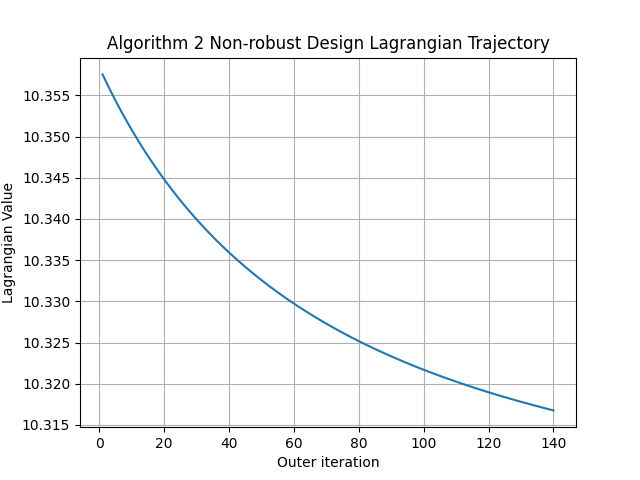 Algorithm 2 Non-robust Design Lagrangian Trajectory
Lagrangian Value
10.355
10.350
10.345
10.340
10.335
10.330
10.325
10.320
10.315
0 20 40 60 80 100 120 140
Outer iteration